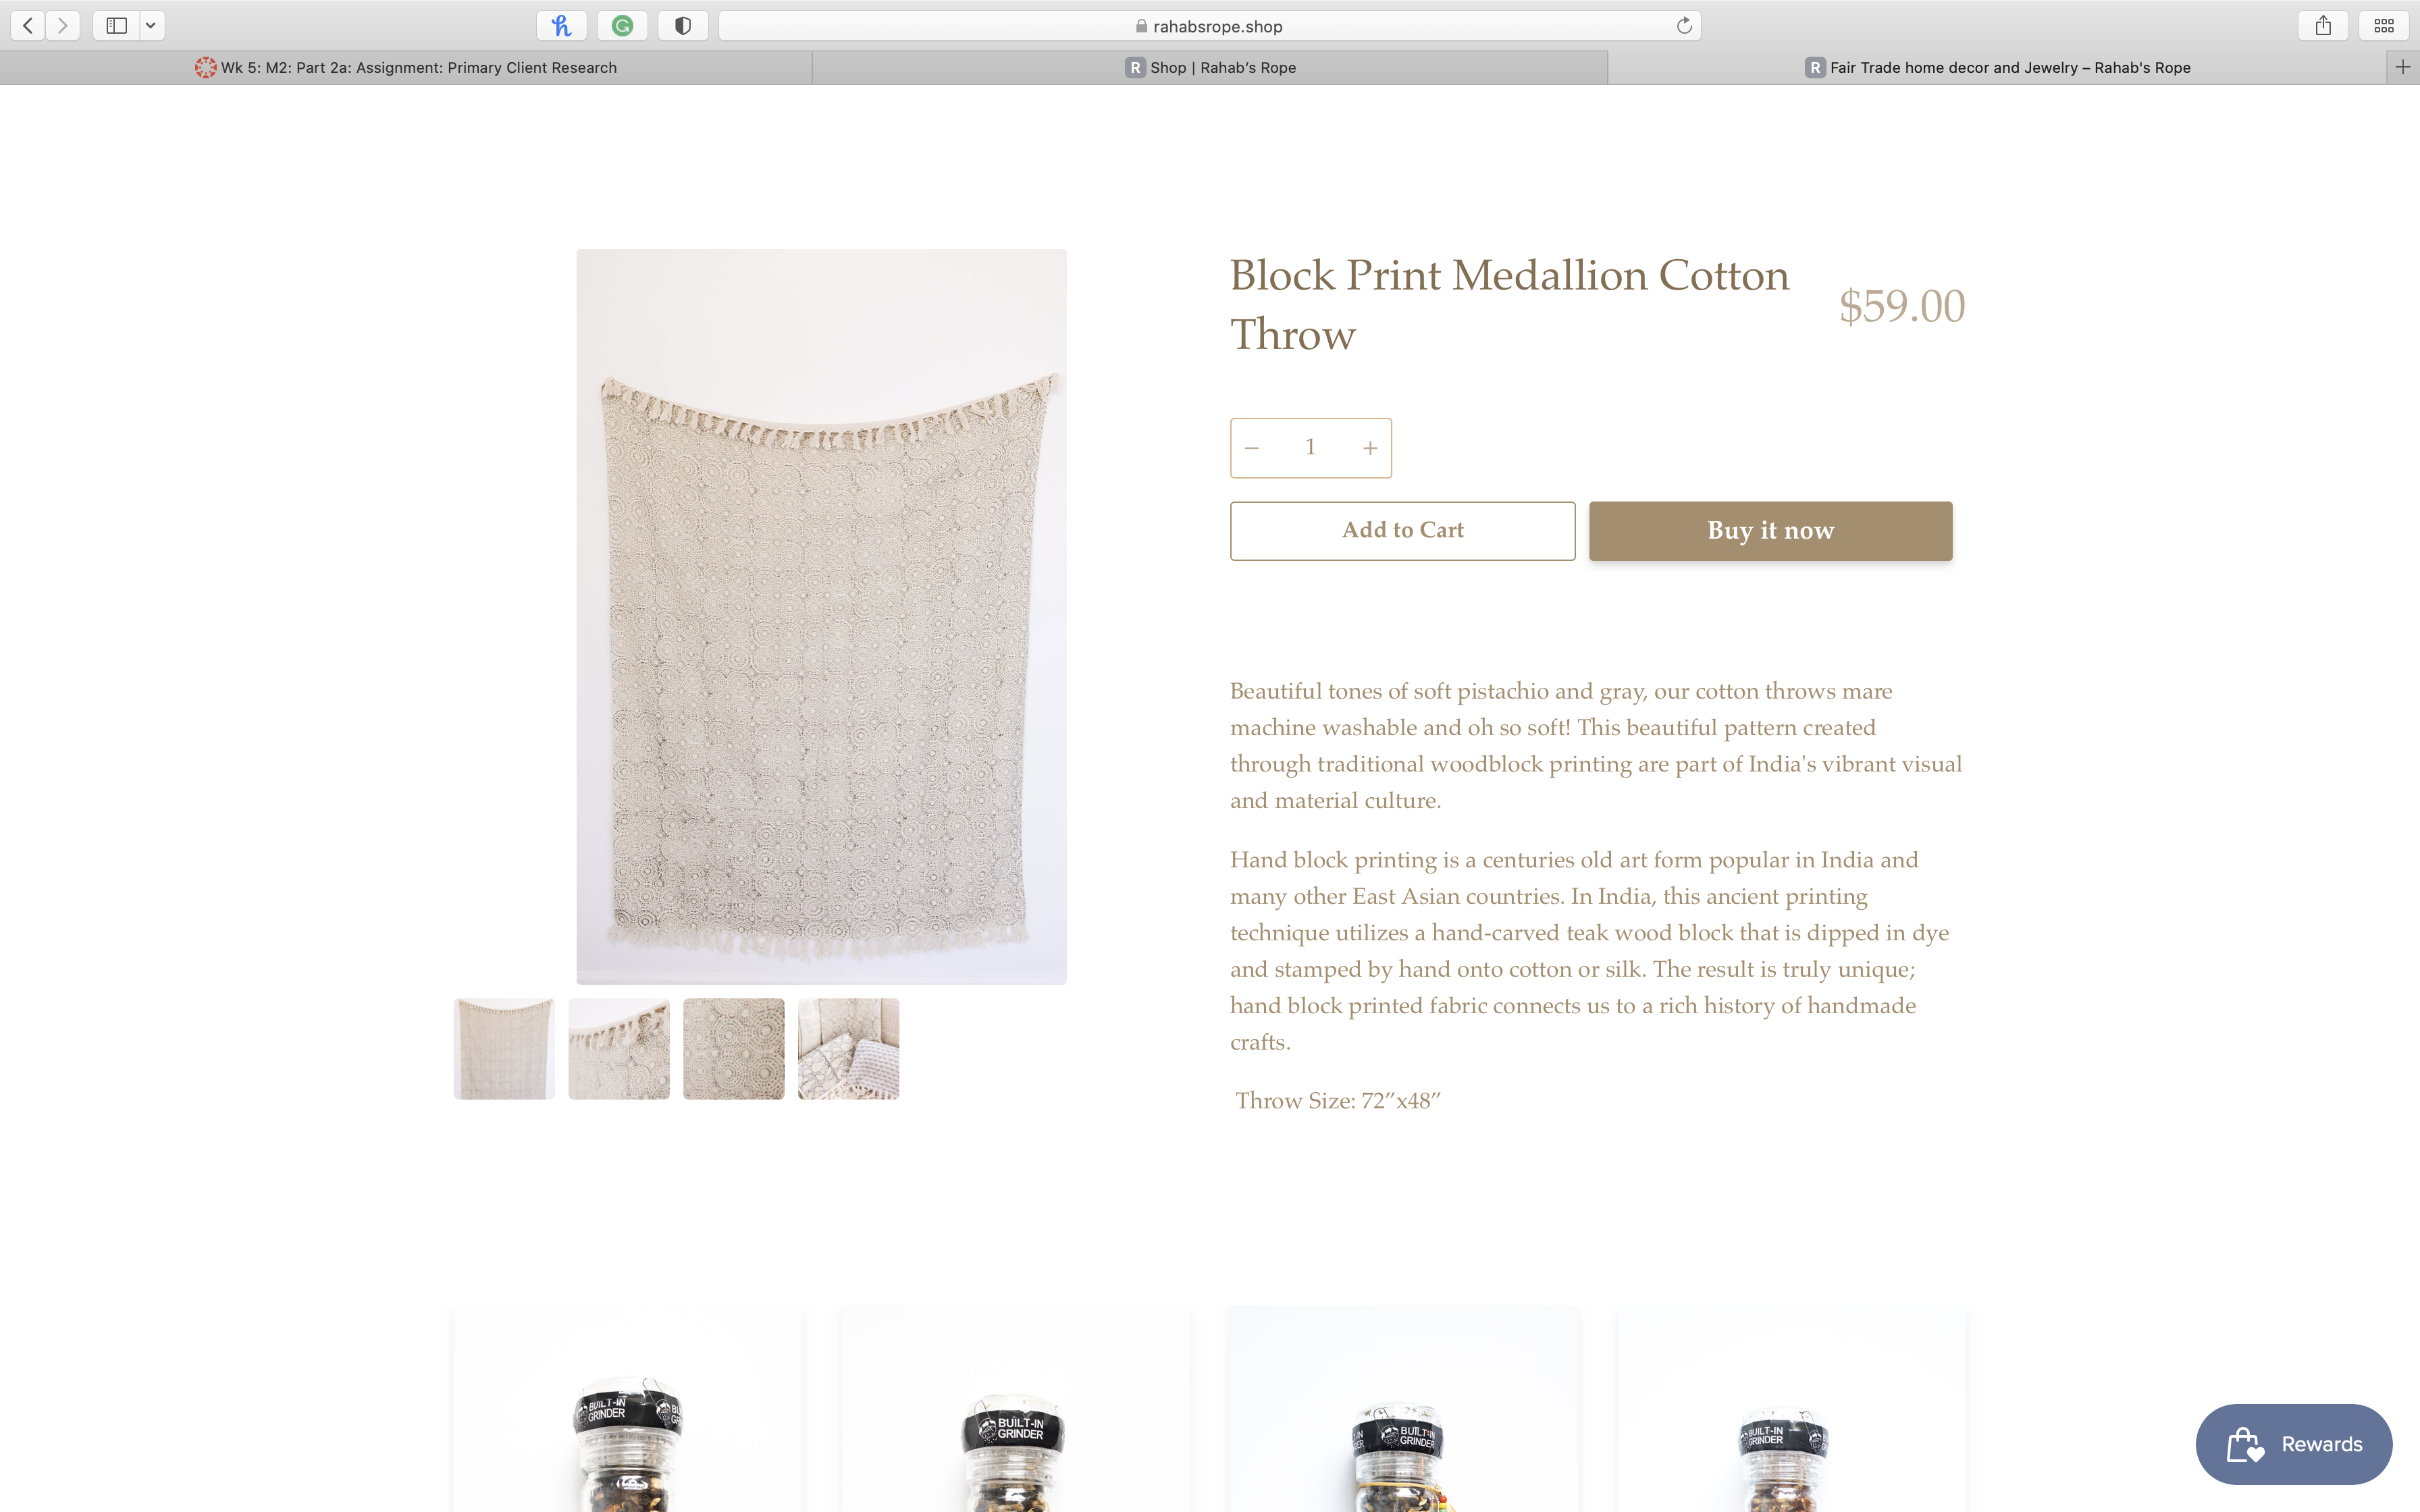 rahabsrope.shop
Wk 5: M2: Part 2a: Assignment: Primary Client Research
R Shop | Rahab's Rope
R Fair Trade home decor and Jewelry – Rahab's Rope
Block Print Medallion Cotton
Throw
$59.00
− 1 +
Add to Cart
Buy it now
Beautiful tones of soft pistachio and gray, our cotton throws mare
machine washable and oh so soft! This beautiful pattern created
through traditional woodblock printing are part of India's vibrant visual
and material culture.
Hand block printing is a centuries old art form popular in India and
many other East Asian countries. In India, this ancient printing
technique utilizes a hand-carved teak wood block that is dipped in dye
and stamped by hand onto cotton or silk. The result is truly unique;
hand block printed fabric connects us to a rich history of handmade
crafts.
Throw Size: 72”x48”
BUILT-IN
GRINDER
BUILT-IN
GRINDER
BUILT-IN
GRINDER
BUILT-IN
GRINDER
Rewards